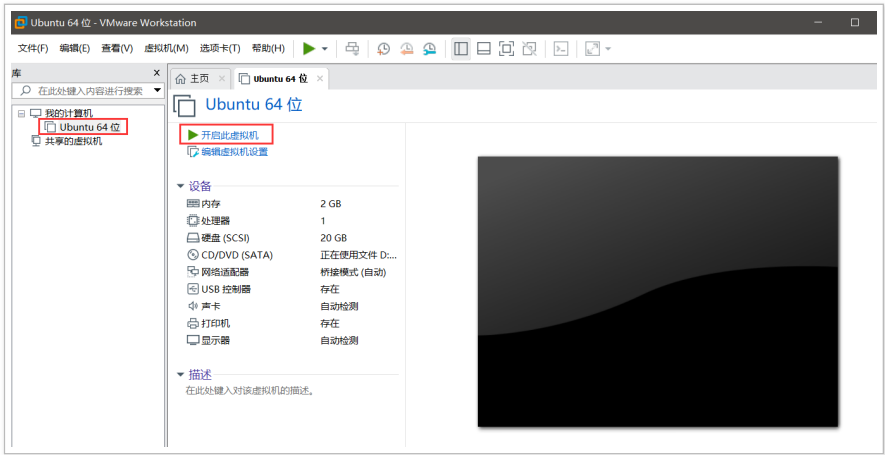 Ubuntu 64 位 - VMware Workstation
文件(F) 编辑(E) 查看(V) 虚拟机(M) 选项卡(T) 帮助(H)
库
在此处键入内容进行搜索
我的计算机
Ubuntu 64 位
共享的虚拟机
主页
Ubuntu 64 位
Ubuntu 64 位
开启此虚拟机
编辑虚拟机设置
设备
内存 2 GB
处理器 1
硬盘 (SCSI) 20 GB
CD/DVD (SATA) 正在使用文件 D:...
网络适配器 桥接模式 (自动)
USB 控制器 存在
声卡 自动检测
打印机 存在
显示器 自动检测
描述
在此处键入对该虚拟机的描述。